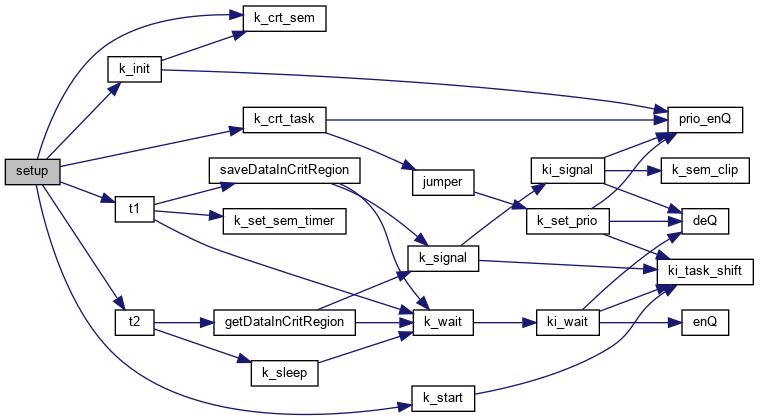 k_crt_sem
k_init
k_crt_task
prio_enQ
saveDataInCritRegion
ki_signal
k_sem_clip
setup
jumper
t1
k_set_sem_timer
k_set_prio
deQ
k_signal
ki_task_shift
t2
getDataInCritRegion
k_wait
ki_wait
enQ
k_sleep
k_start